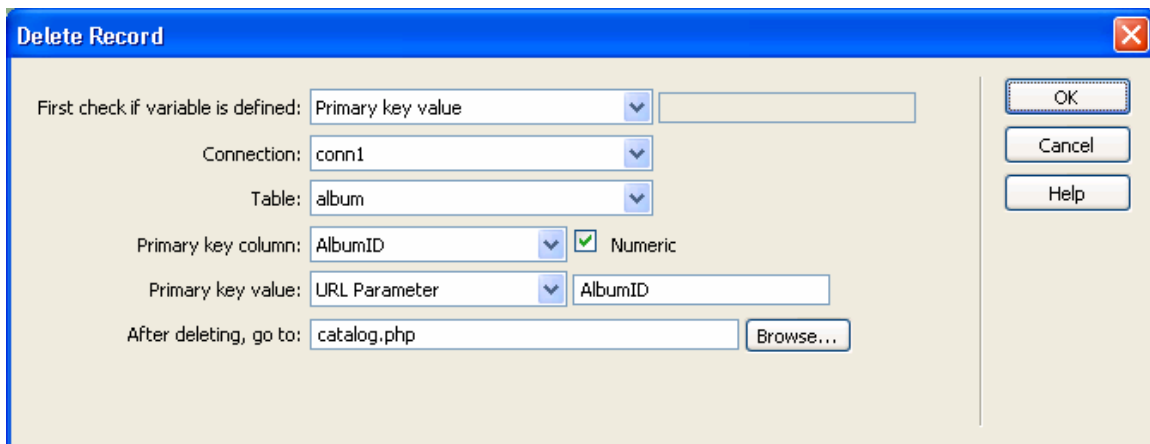 Delete Record
First check if variable is defined: Primary key value
OK
Connection: conn1
Cancel
Table: album
Help
Primary key column: AlbumID Numeric
Primary key value: URL Parameter AlbumID
After deleting, go to: catalog.php Browse...